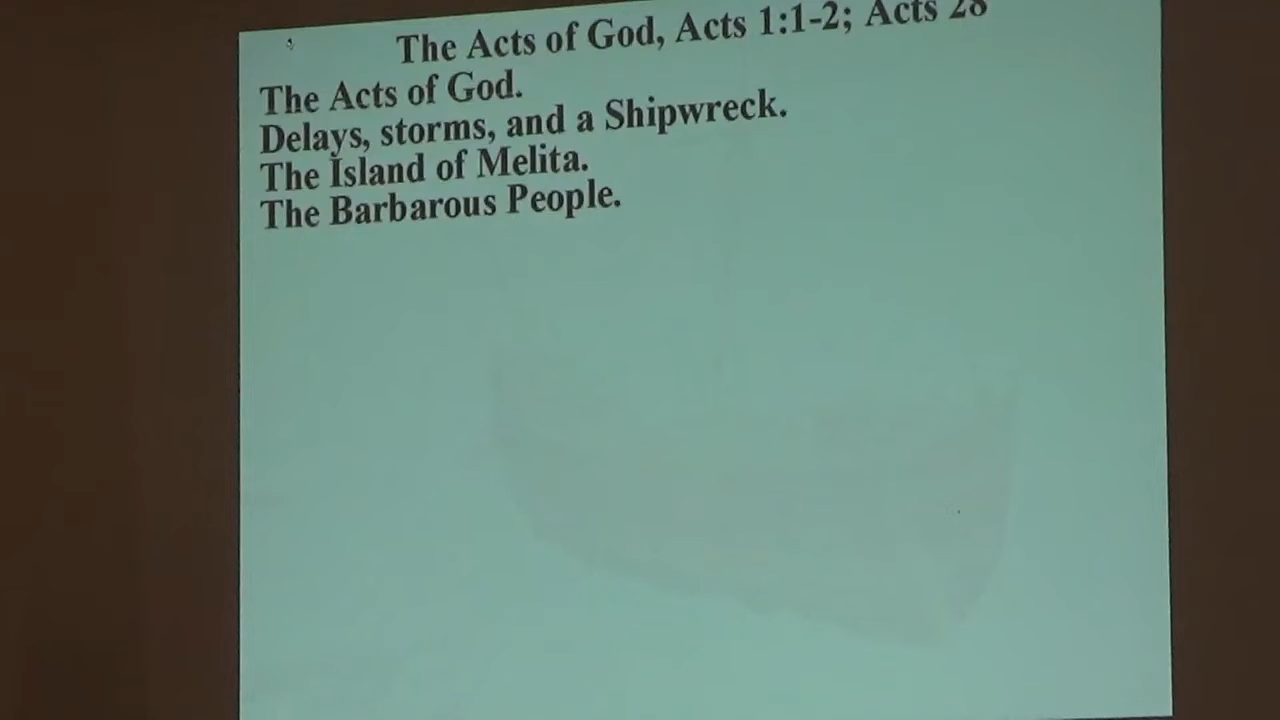 The Acts of God, Acts 1:1-2; Acts 28
The Acts of God.
Delays, storms, and a Shipwreck.
The Island of Melita.
The Barbarous People.